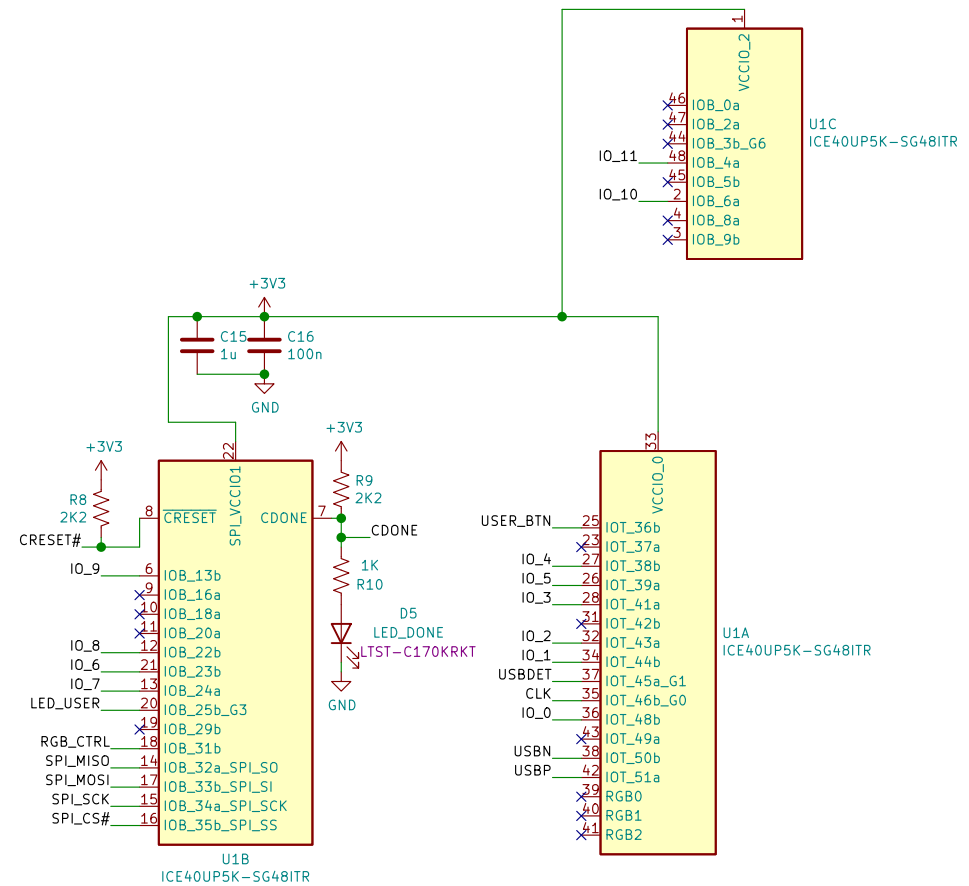 1
VCCIO_2
46 IOB_0a
47 IOB_2a
44 IOB_3b_G6
IO_11 48 IOB_4a
45 IOB_5b
IO_10 2 IOB_6a
4 IOB_8a
3 IOB_9b
U1C
ICE40UP5K-SG48ITR
+3V3
C15
1u
C16
100n
GND
+3V3
R8
2K2
CRESET#
22
SPI_VCCIO1
8 CRESET
CDONE 7
IO_9 6 IOB_13b
9 IOB_16a
10 IOB_18a
11 IOB_20a
IO_8 12 IOB_22b
IO_6 21 IOB_23b
IO_7 13 IOB_24a
LED_USER 20 IOB_25b_G3
19 IOB_29b
RGB_CTRL 18 IOB_31b
SPI_MISO 14 IOB_32a_SPI_SO
SPI_MOSI 17 IOB_33b_SPI_SI
SPI_SCK 15 IOB_34a_SPI_SCK
SPI_CS# 16 IOB_35b_SPI_SS
U1B
ICE40UP5K-SG48ITR
+3V3
R9
2K2
CDONE
1K
R10
D5
LED_DONE
LTST-C170KRKT
GND
33
VCCIO_0
USER_BTN 25 IOT_36b
23 IOT_37a
IO_4 27 IOT_38b
IO_5 26 IOT_39a
IO_3 28 IOT_41a
31 IOT_42b
IO_2 32 IOT_43a
IO_1 34 IOT_44b
USBDET 37 IOT_45a_G1
CLK 35 IOT_46b_G0
IO_0 36 IOT_48b
43 IOT_49a
USBN 38 IOT_50b
USBP 42 IOT_51a
39 RGB0
40 RGB1
41 RGB2
U1A
ICE40UP5K-SG48ITR